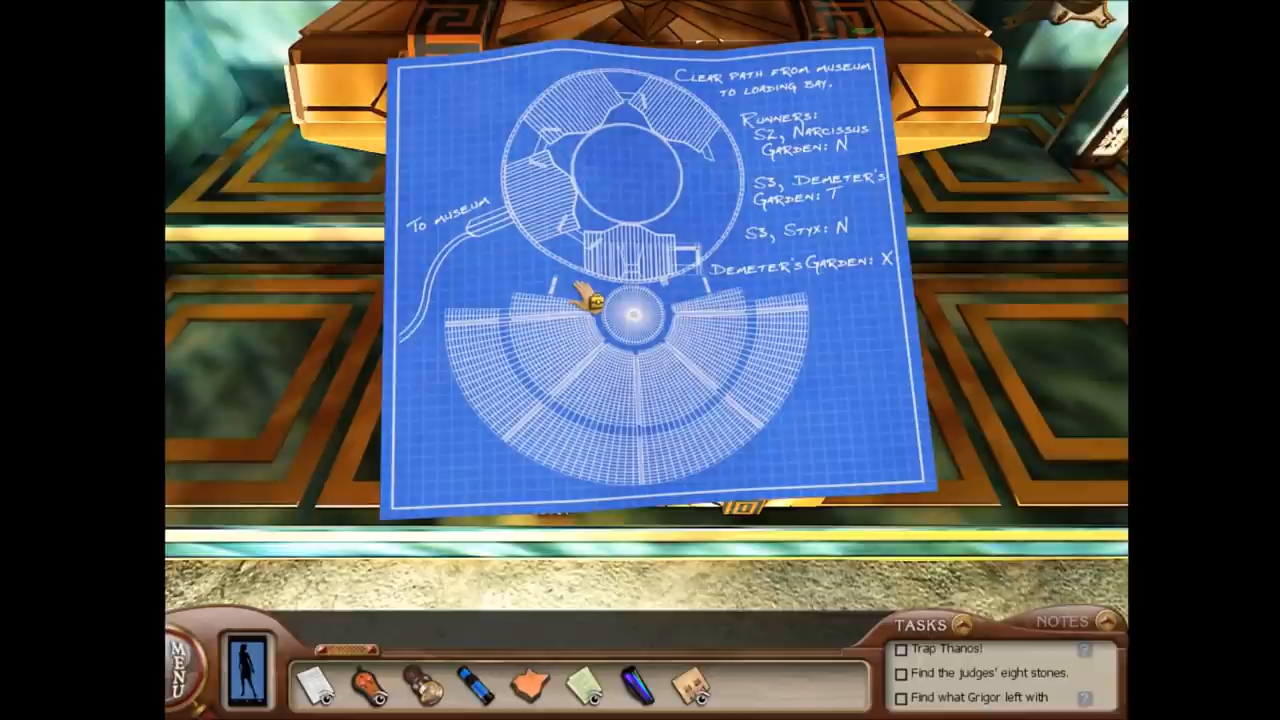 CLEAR PATH FROM MUSEUM
TO LOADING BAY.
RUNNERS:
S2, NARCISSUS
GARDEN: N
S3, DEMETER'S
GARDEN: T
S3, STYX: N
DEMETER'S GARDEN: X
TO MUSEUM
MENU
TASKS
NOTES
Trap Thanos!
?
Find the judges' eight stones.
Find what Grigor left with
?